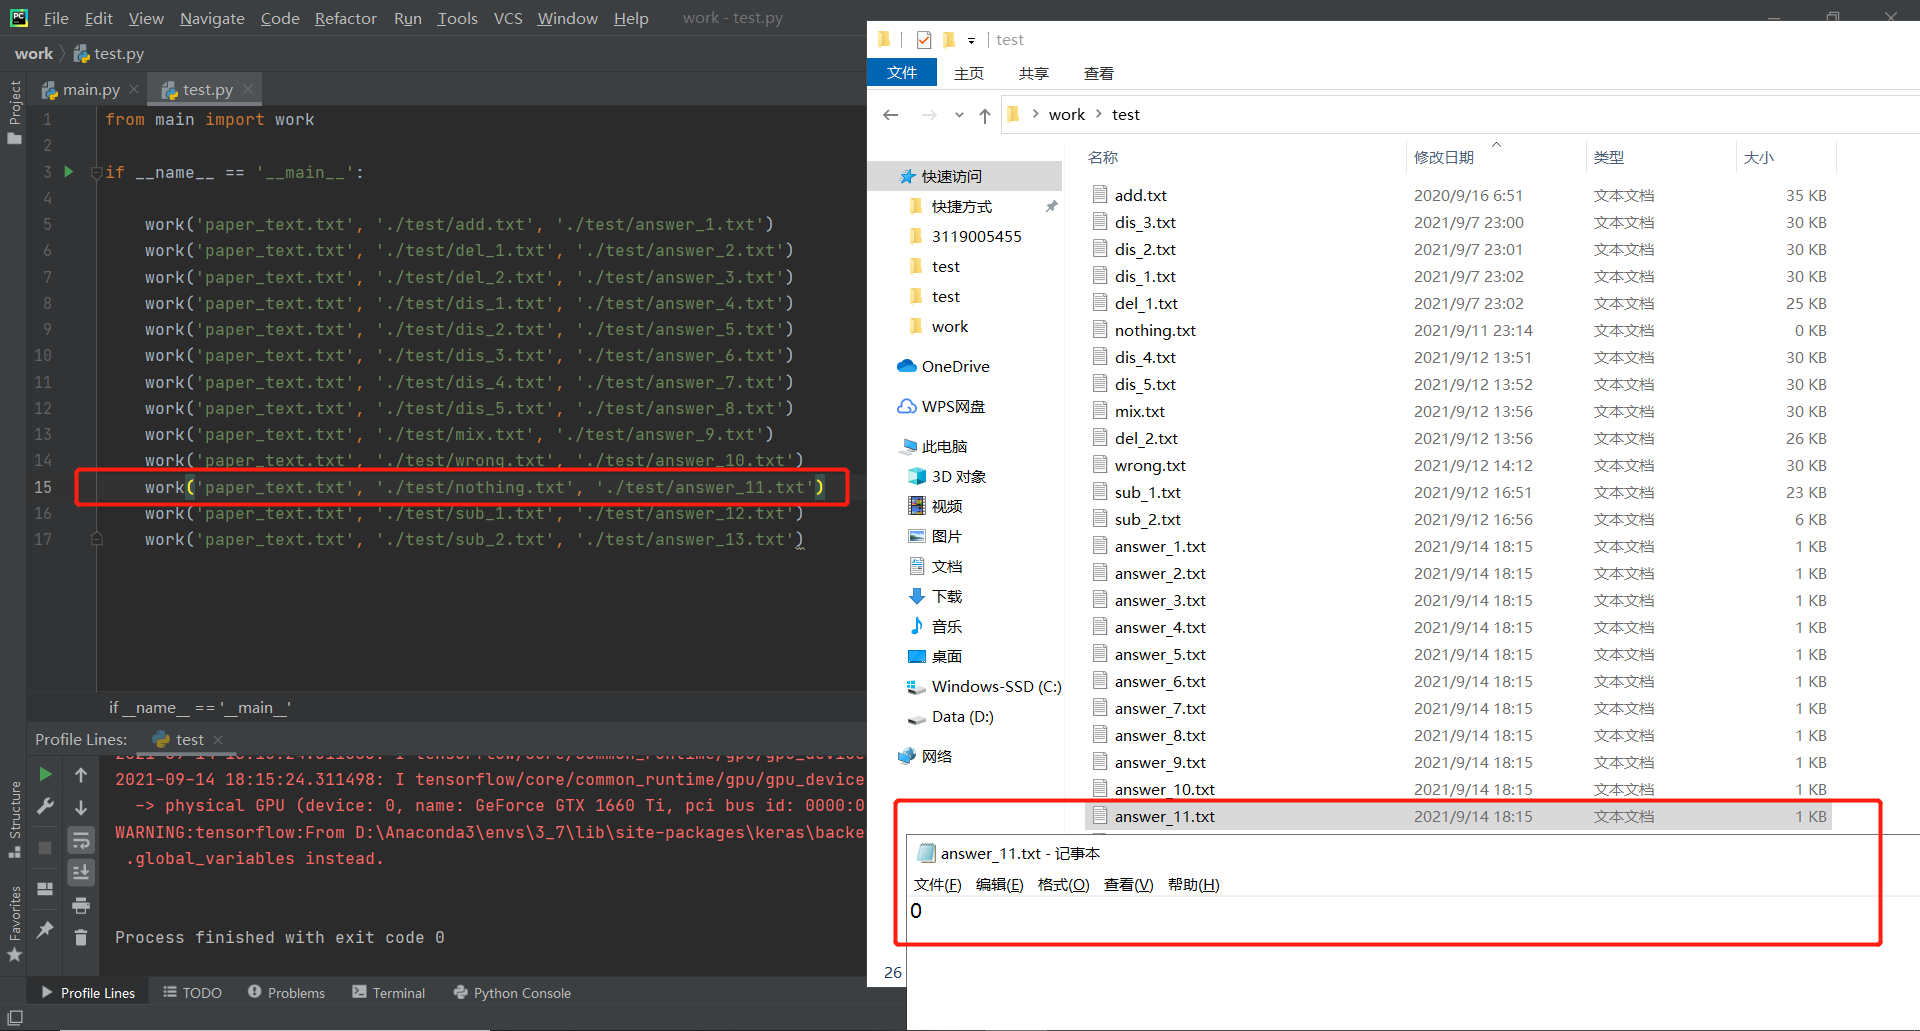 File Edit View Navigate Code Refactor Run Tools VCS Window Help work - test.py
work test.py
main.py test.py
Project
1 from main import work
2
3 if __name__ == '__main__':
4
5 work('paper_text.txt', './test/add.txt', './test/answer_1.txt')
6 work('paper_text.txt', './test/del_1.txt', './test/answer_2.txt')
7 work('paper_text.txt', './test/del_2.txt', './test/answer_3.txt')
8 work('paper_text.txt', './test/dis_1.txt', './test/answer_4.txt')
9 work('paper_text.txt', './test/dis_2.txt', './test/answer_5.txt')
10 work('paper_text.txt', './test/dis_3.txt', './test/answer_6.txt')
11 work('paper_text.txt', './test/dis_4.txt', './test/answer_7.txt')
12 work('paper_text.txt', './test/dis_5.txt', './test/answer_8.txt')
13 work('paper_text.txt', './test/mix.txt', './test/answer_9.txt')
14 work('paper_text.txt', './test/wrong.txt', './test/answer_10.txt')
15 work('paper_text.txt', './test/nothing.txt', './test/answer_11.txt')
16 work('paper_text.txt', './test/sub_1.txt', './test/answer_12.txt')
17 work('paper_text.txt', './test/sub_2.txt', './test/answer_13.txt')
if __name__ == '__main__'
Profile Lines: test
2021-09-14 18:15:24.311498: I tensorflow/core/common_runtime/gpu/gpu_device
-> physical GPU (device: 0, name: GeForce GTX 1660 Ti, pci bus id: 0000:0
WARNING:tensorflow:From D:\Anaconda3\envs\3_7\lib\site-packages\keras\backe
.global_variables instead.
Process finished with exit code 0
Structure
Favorites
Profile Lines TODO Problems Terminal Python Console
test
文件 主页 共享 查看
work test
快速访问
快捷方式
3119005455
test
test
work
OneDrive
WPS网盘
此电脑
3D 对象
视频
图片
文档
下载
音乐
桌面
Windows-SSD (C:)
Data (D:)
网络
名称 修改日期 类型 大小
add.txt 2020/9/16 6:51 文本文档 35 KB
dis_3.txt 2021/9/7 23:00 文本文档 30 KB
dis_2.txt 2021/9/7 23:01 文本文档 30 KB
dis_1.txt 2021/9/7 23:02 文本文档 30 KB
del_1.txt 2021/9/7 23:02 文本文档 25 KB
nothing.txt 2021/9/11 23:14 文本文档 0 KB
dis_4.txt 2021/9/12 13:51 文本文档 30 KB
dis_5.txt 2021/9/12 13:52 文本文档 30 KB
mix.txt 2021/9/12 13:56 文本文档 30 KB
del_2.txt 2021/9/12 13:56 文本文档 26 KB
wrong.txt 2021/9/12 14:12 文本文档 30 KB
sub_1.txt 2021/9/12 16:51 文本文档 23 KB
sub_2.txt 2021/9/12 16:56 文本文档 6 KB
answer_1.txt 2021/9/14 18:15 文本文档 1 KB
answer_2.txt 2021/9/14 18:15 文本文档 1 KB
answer_3.txt 2021/9/14 18:15 文本文档 1 KB
answer_4.txt 2021/9/14 18:15 文本文档 1 KB
answer_5.txt 2021/9/14 18:15 文本文档 1 KB
answer_6.txt 2021/9/14 18:15 文本文档 1 KB
answer_7.txt 2021/9/14 18:15 文本文档 1 KB
answer_8.txt 2021/9/14 18:15 文本文档 1 KB
answer_9.txt 2021/9/14 18:15 文本文档 1 KB
answer_10.txt 2021/9/14 18:15 文本文档 1 KB
answer_11.txt 2021/9/14 18:15 文本文档 1 KB
26
answer_11.txt - 记事本
文件(F) 编辑(E) 格式(O) 查看(V) 帮助(H)
0